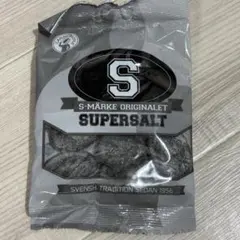 S
S-MÄRKE ORIGINALET
SUPERSALT
SVENSK TRADITION SEDAN 1956